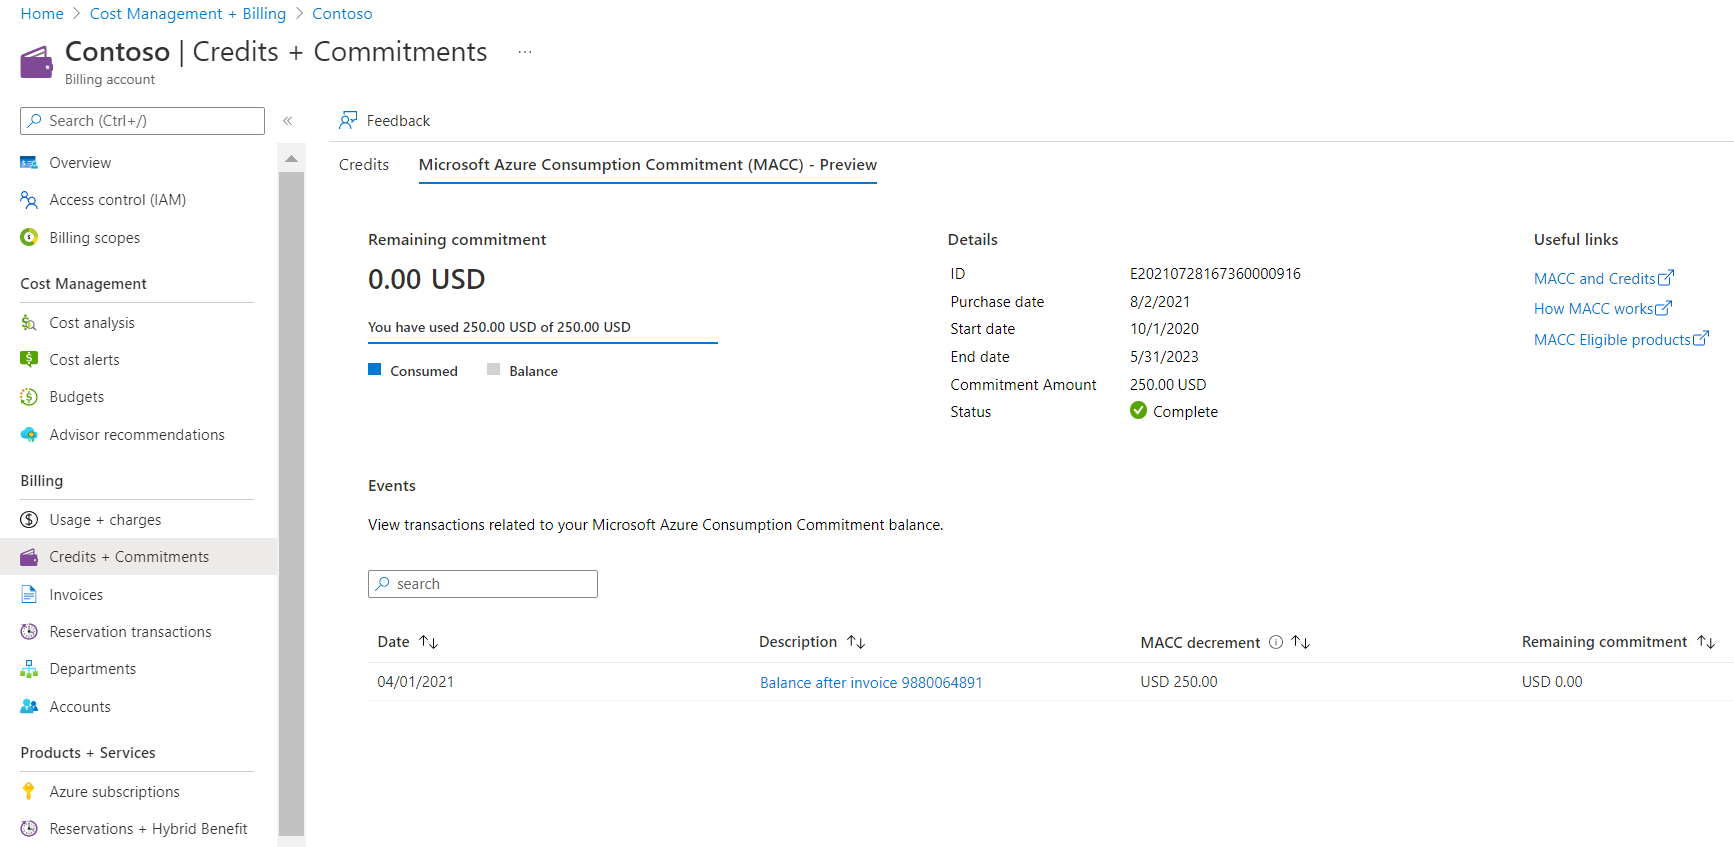 Home > Cost Management + Billing > Contoso
Contoso | Credits + Commitments ...
Billing account
Search (Ctrl+/) «
Overview
Access control (IAM)
Billing scopes
Cost Management
Cost analysis
Cost alerts
Budgets
Advisor recommendations
Billing
Usage + charges
Credits + Commitments
Invoices
Reservation transactions
Departments
Accounts
Products + Services
Azure subscriptions
Reservations + Hybrid Benefit
Feedback
Credits Microsoft Azure Consumption Commitment (MACC) - Preview
Remaining commitment
0.00 USD
You have used 250.00 USD of 250.00 USD
Consumed Balance
Details
ID E20210728167360000916
Purchase date 8/2/2021
Start date 10/1/2020
End date 5/31/2023
Commitment Amount 250.00 USD
Status Complete
Useful links
MACC and Credits
How MACC works
MACC Eligible products
Events
View transactions related to your Microsoft Azure Consumption Commitment balance.
search
Date ↑↓ Description ↑↓ MACC decrement ↑↓ Remaining commitment ↑↓
04/01/2021 Balance after invoice 9880064891 USD 250.00 USD 0.00